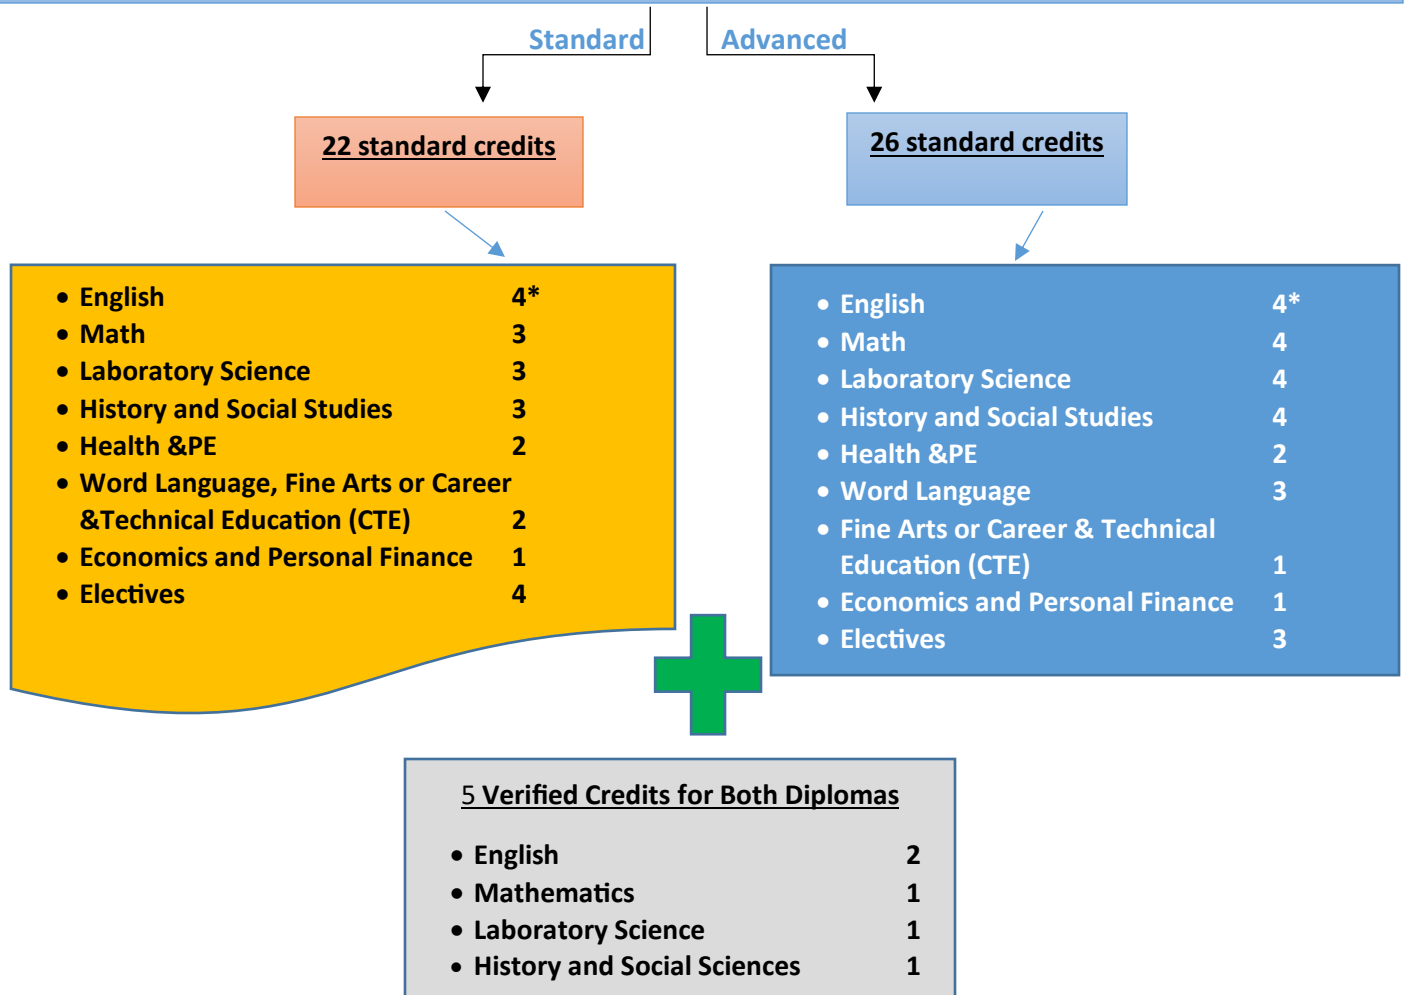 Standard
Advanced
22 standard credits
26 standard credits
• English 4*
• Math 3
• Laboratory Science 3
• History and Social Studies 3
• Health &PE 2
• Word Language, Fine Arts or Career
&Technical Education (CTE) 2
• Economics and Personal Finance 1
• Electives 4
• English 4*
• Math 4
• Laboratory Science 4
• History and Social Studies 4
• Health &PE 2
• Word Language 3
• Fine Arts or Career & Technical
Education (CTE) 1
• Economics and Personal Finance 1
• Electives 3
5 Verified Credits for Both Diplomas
• English 2
• Mathematics 1
• Laboratory Science 1
• History and Social Sciences 1